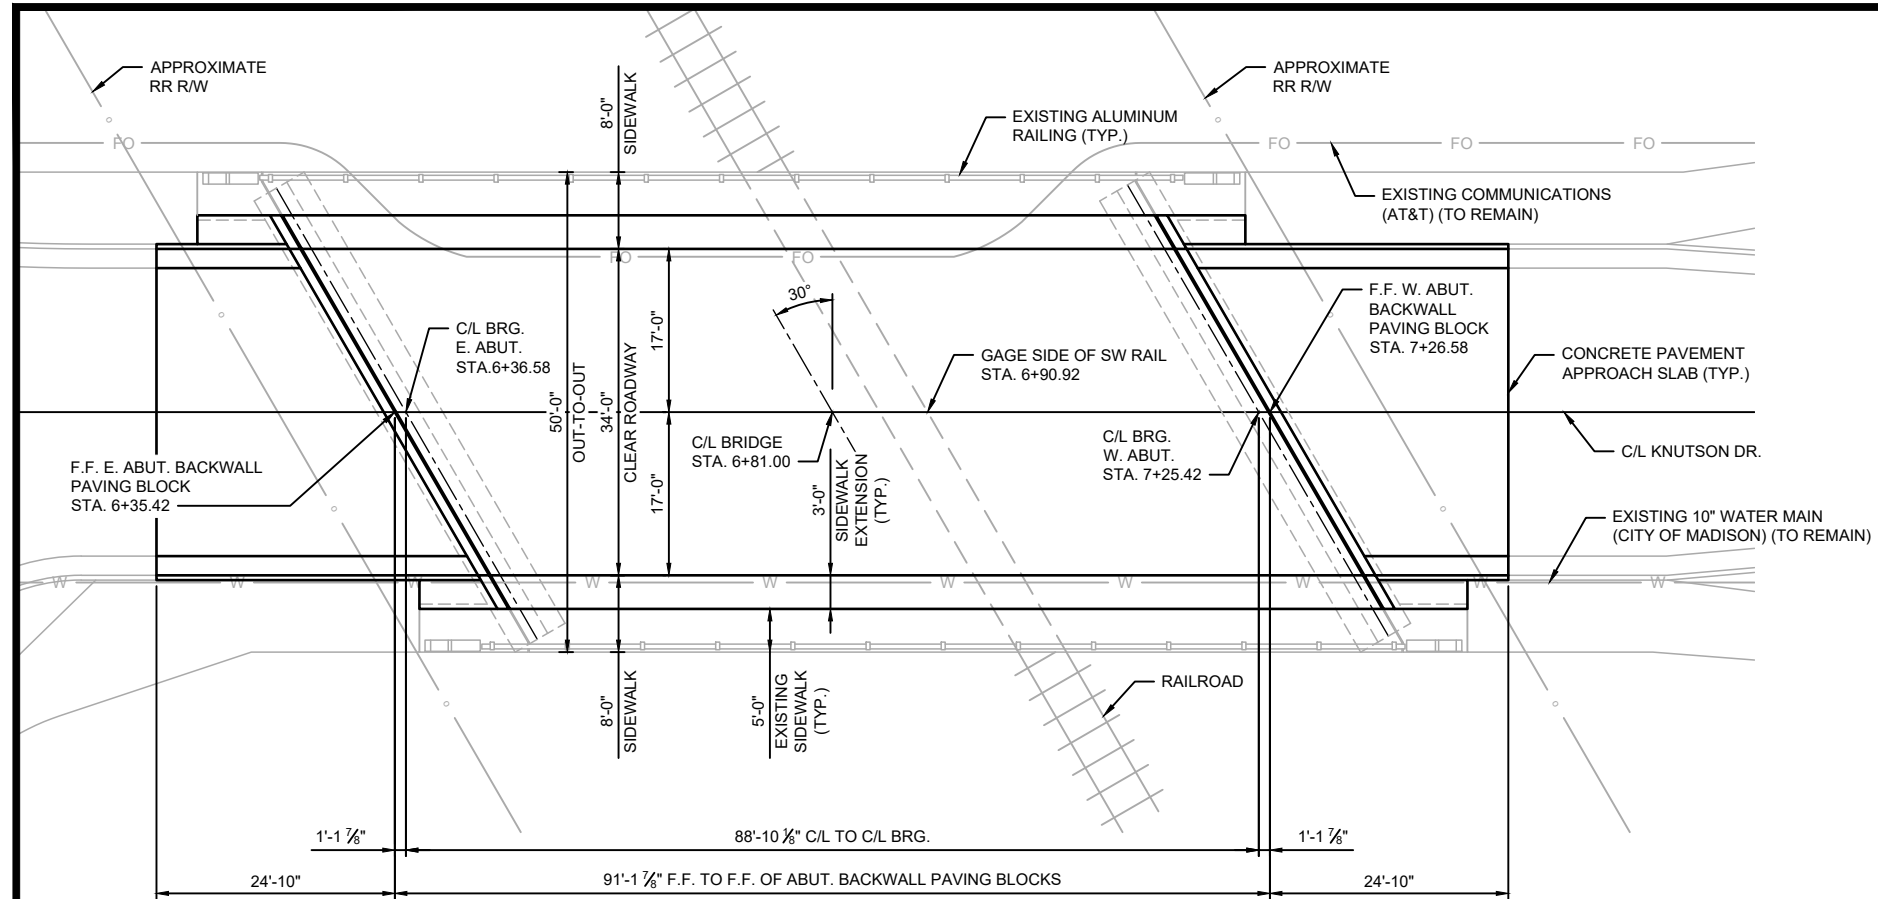 APPROXIMATE
RR R/W
8'-0"
SIDEWALK
EXISTING ALUMINUM
RAILING (TYP.)
APPROXIMATE
RR R/W
FO
FO
FO
FO
EXISTING COMMUNICATIONS
(AT&T) (TO REMAIN)
FO
FO
30°
17'-0"
C/L BRG.
E. ABUT.
STA.6+36.58
50'-0"
OUT-TO-OUT
34'-0"
CLEAR ROADWAY
GAGE SIDE OF SW RAIL
STA. 6+90.92
F.F. W. ABUT.
BACKWALL
PAVING BLOCK
STA. 7+26.58
CONCRETE PAVEMENT
APPROACH SLAB (TYP.)
C/L BRIDGE
STA. 6+81.00
C/L BRG.
W. ABUT.
STA. 7+25.42
C/L KNUTSON DR.
F.F. E. ABUT. BACKWALL
PAVING BLOCK
STA. 6+35.42
17'-0"
3'-0"
SIDEWALK
EXTENSION
(TYP.)
EXISTING 10" WATER MAIN
(CITY OF MADISON) (TO REMAIN)
W
W
W
W
W
W
W
W
W
W
8'-0"
SIDEWALK
5'-0"
EXISTING
SIDEWALK
(TYP.)
RAILROAD
1'-1 7/8"
88'-10 1/8" C/L TO C/L BRG.
1'-1 7/8"
24'-10"
91'-1 7/8" F.F. TO F.F. OF ABUT. BACKWALL PAVING BLOCKS
24'-10"